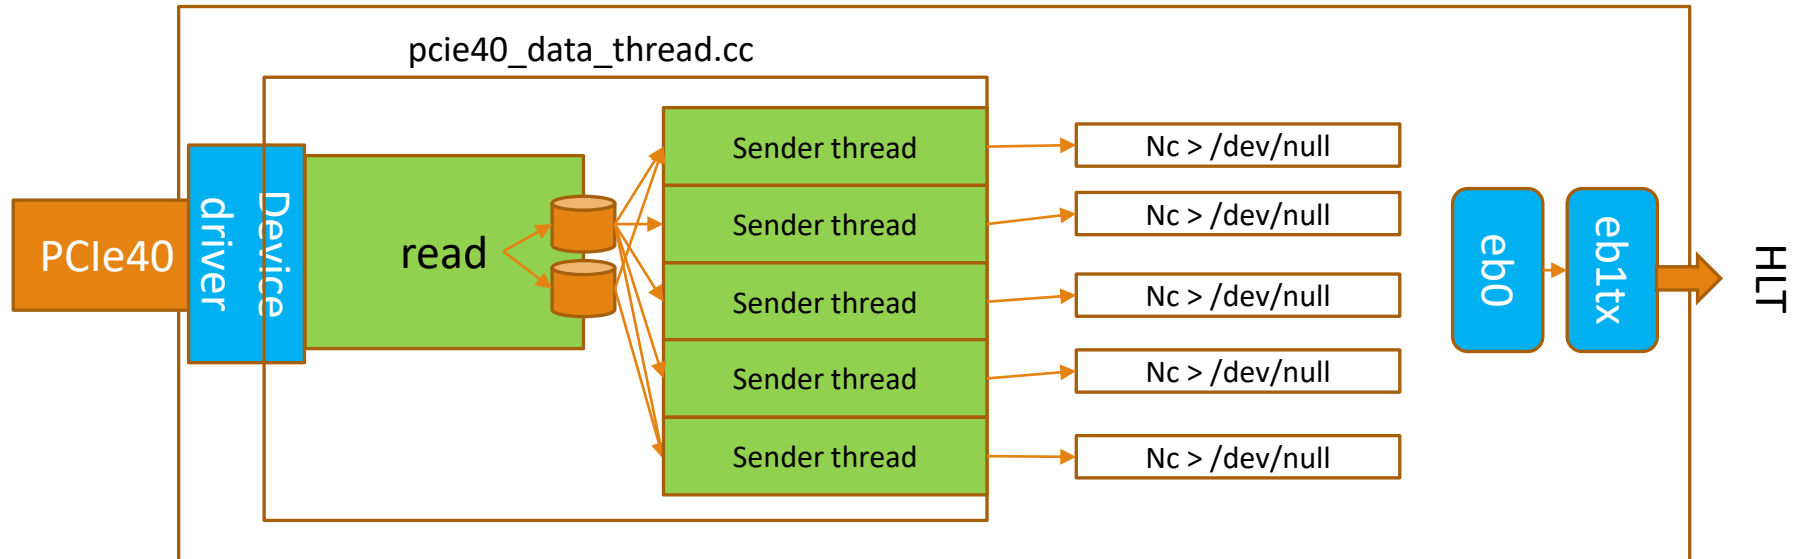 pcie40_data_thread.cc
PCIe40
Device
driver
read
Sender thread
Nc > /dev/null
Sender thread
Nc > /dev/null
Sender thread
Nc > /dev/null
Sender thread
Nc > /dev/null
Sender thread
Nc > /dev/null
eb0
eb1tx
HLT